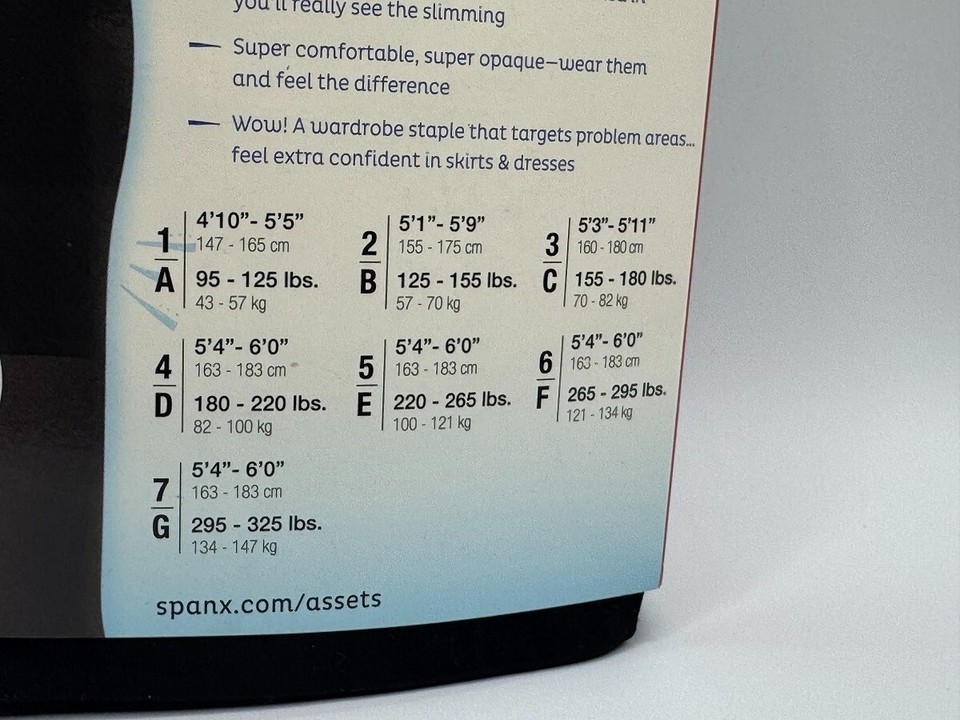 you'll really see the slimming
Super comfortable, super opaque–wear them
and feel the difference
Wow! A wardrobe staple that targets problem areas...
feel extra confident in skirts & dresses
1
A
4'10”- 5'5”
147 - 165 cm
95 - 125 lbs.
43 - 57 kg
2
B
5'1”- 5'9”
155 - 175 cm
125 - 155 lbs.
57 - 70 kg
3
C
5'3”- 5'11”
160 - 180 cm
155 - 180 lbs.
70 - 82 kg
4
D
5'4”- 6'0”
163 - 183 cm
180 - 220 lbs.
82 - 100 kg
5
E
5'4”- 6'0”
163 - 183 cm
220 - 265 lbs.
100 - 121 kg
6
F
5'4”- 6'0”
163 - 183 cm
265 - 295 lbs.
121 - 134 kg
7
G
5'4”- 6'0”
163 - 183 cm
295 - 325 lbs.
134 - 147 kg
spanx.com/assets